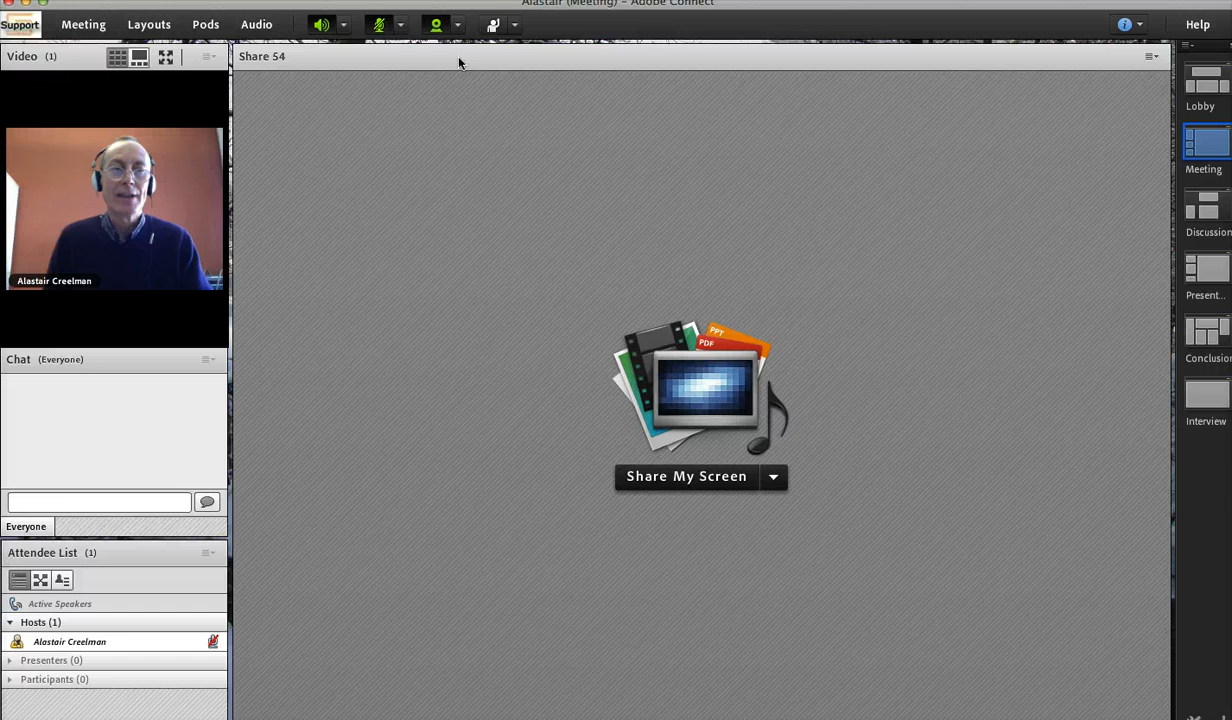 Alastair (Meeting) – Adobe Connect
Support Meeting Layouts Pods Audio Help
Video (1)
Share 54
Alastair Creelman
Chat (Everyone)
Everyone
Attendee List (1)
Active Speakers
Hosts (1)
Alastair Creelman
Presenters (0)
Participants (0)
PPT
PDF
Share My Screen
Lobby
Meeting
Discussion
Present...
Conclusio
Interview